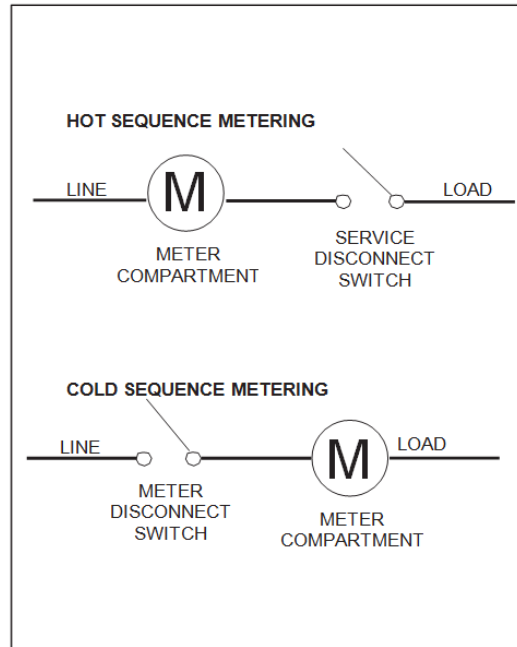 HOT SEQUENCE METERING
LINE
M
LOAD
METER
COMPARTMENT
SERVICE
DISCONNECT
SWITCH
COLD SEQUENCE METERING
LINE
M
LOAD
METER
DISCONNECT
SWITCH
METER
COMPARTMENT